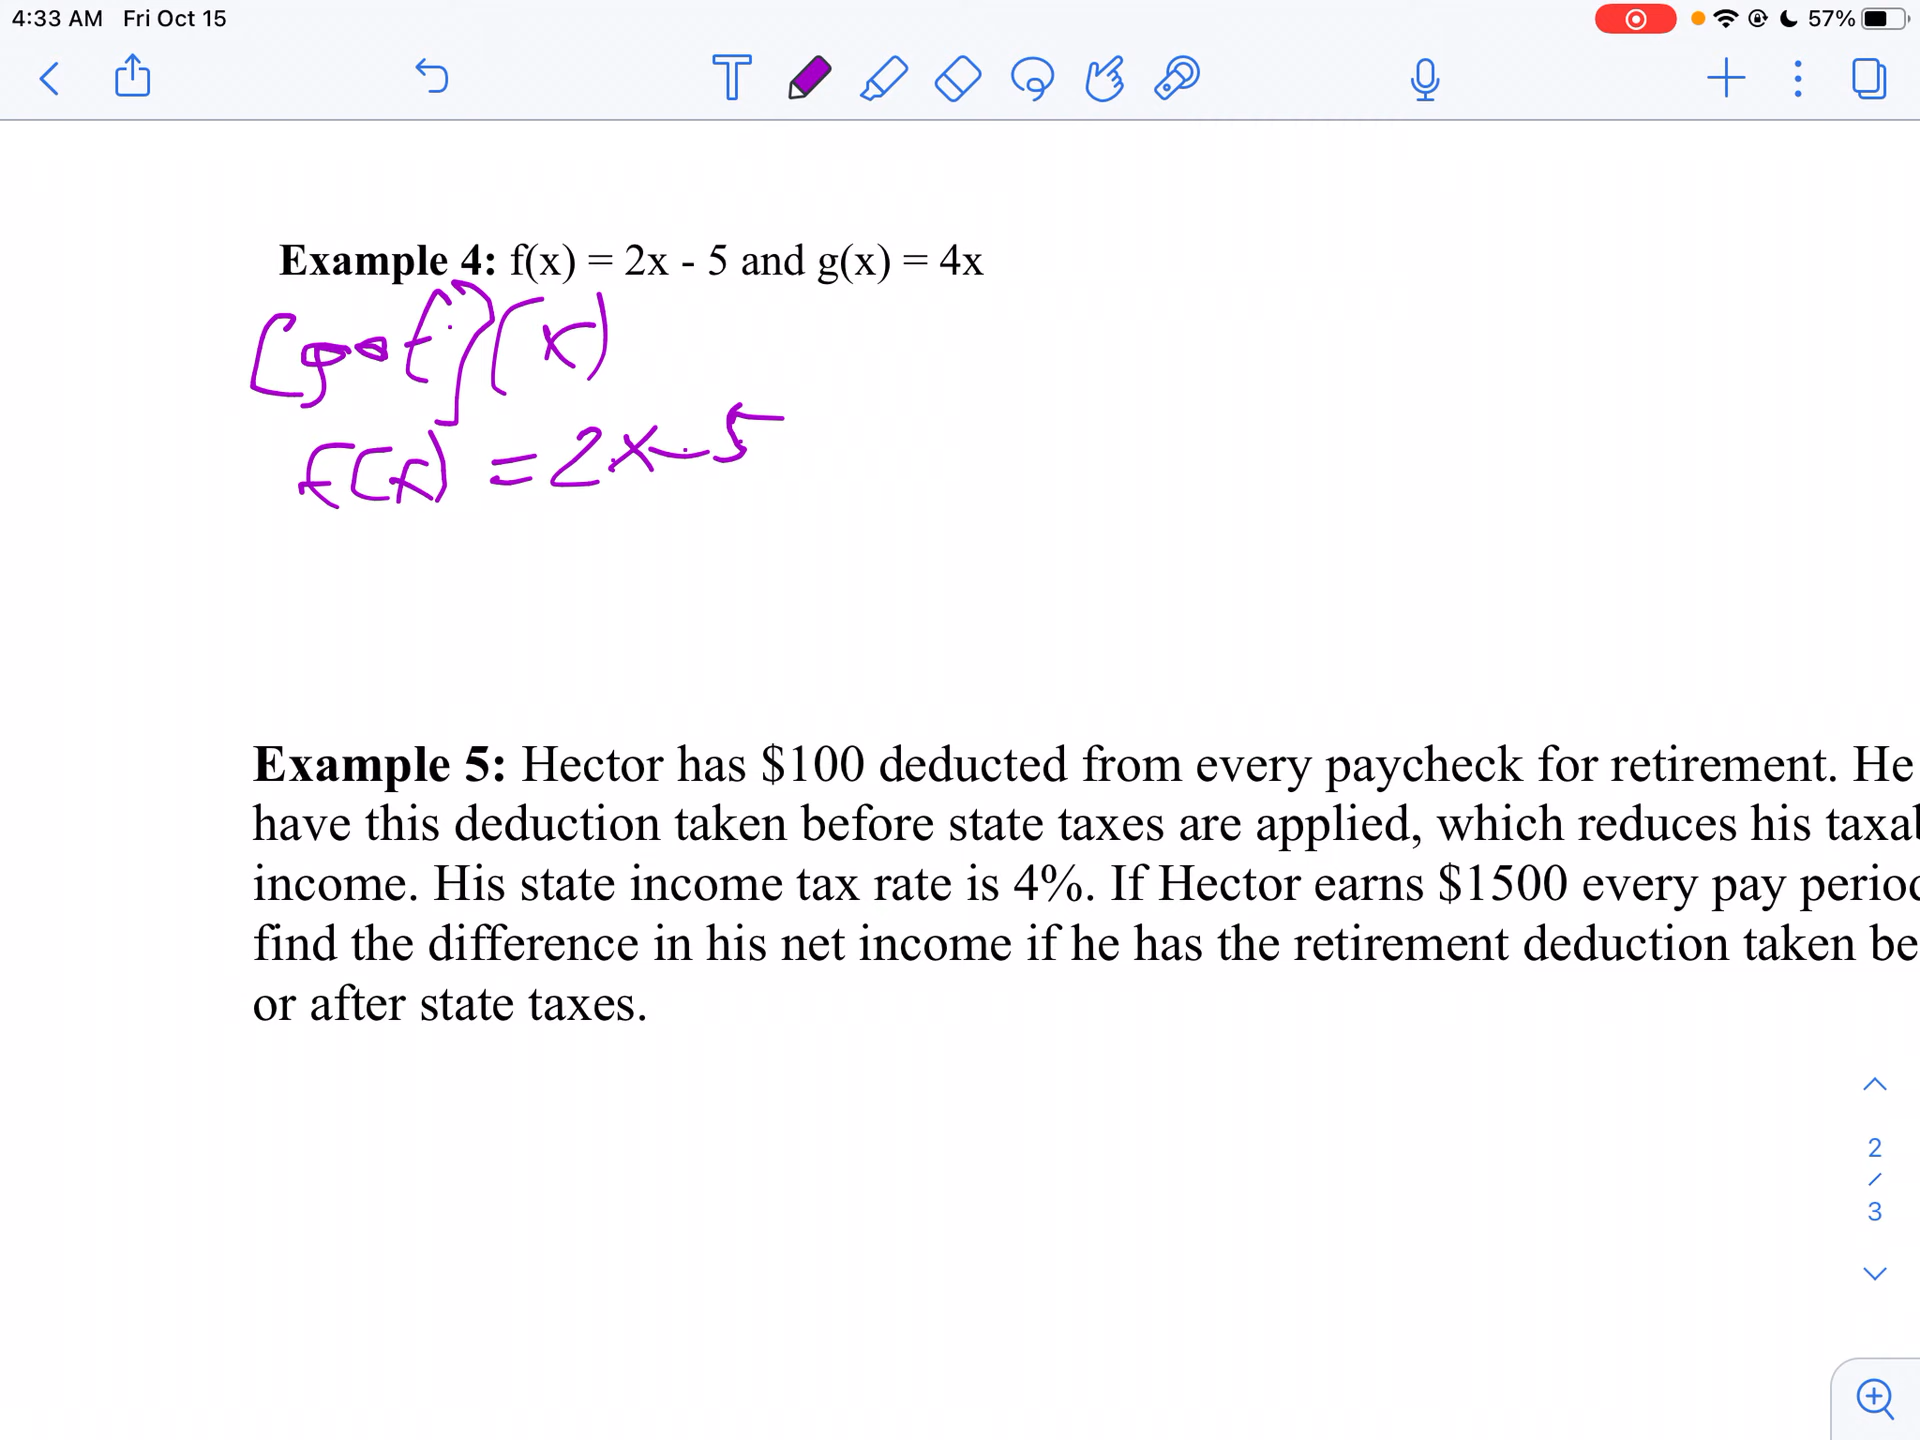 4:33 AM Fri Oct 15
57%
Example 4: f(x) = 2x - 5 and g(x) = 4x
[g∘f](x)
f(x) = 2x - 5
Example 5: Hector has $100 deducted from every paycheck for retirement. He
have this deduction taken before state taxes are applied, which reduces his taxal
income. His state income tax rate is 4%. If Hector earns $1500 every pay perioc
find the difference in his net income if he has the retirement deduction taken be
or after state taxes.
2
/
3